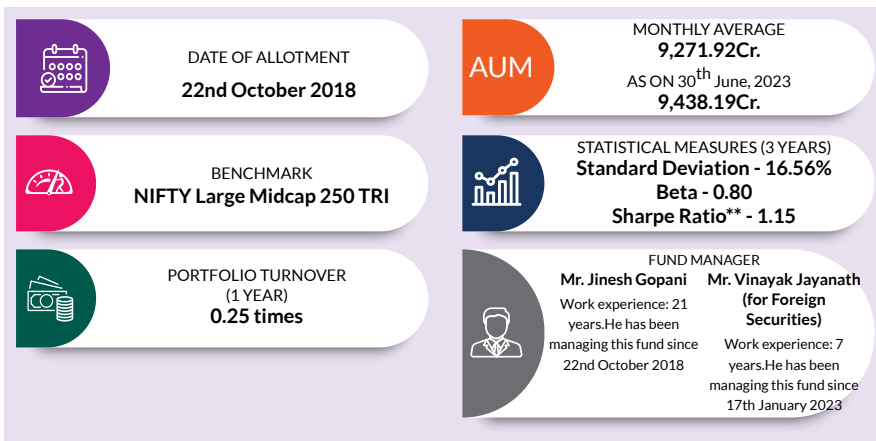 DATE OF ALLOTMENT
22nd October 2018
BENCHMARK
NIFTY Large Midcap 250 TRI
PORTFOLIO TURNOVER
(1 YEAR)
0.25 times
AUM
MONTHLY AVERAGE
9,271.92Cr.
AS ON 30th June, 2023
9,438.19Cr.
STATISTICAL MEASURES (3 YEARS)
Standard Deviation - 16.56%
Beta - 0.80
Sharpe Ratio** - 1.15
FUND MANAGER
Mr. Jinesh Gopani
Work experience: 21
years.He has been
managing this fund since
22nd October 2018
Mr. Vinayak Jayanath
(for Foreign
Securities)
Work experience: 7
years.He has been
managing this fund since
17th January 2023